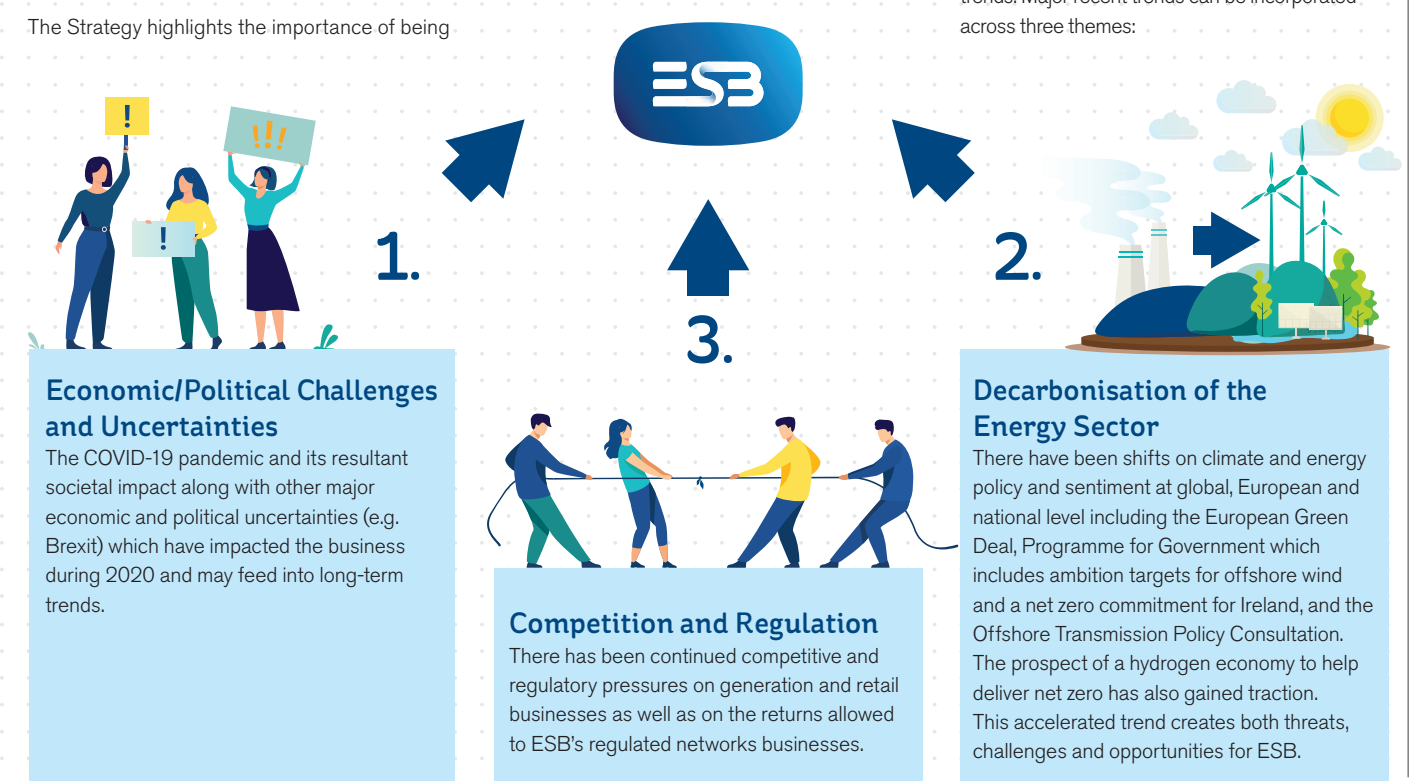 The Strategy highlights the importance of being
trends. Major recent trends can be incorporated
across three themes:
ESB
!
!!!
!
1.
2.
3.
Economic/Political Challenges
and Uncertainties
The COVID-19 pandemic and its resultant
societal impact along with other major
economic and political uncertainties (e.g.
Brexit) which have impacted the business
during 2020 and may feed into long-term
trends.
Competition and Regulation
There has been continued competitive and
regulatory pressures on generation and retail
businesses as well as on the returns allowed
to ESB's regulated networks businesses.
Decarbonisation of the
Energy Sector
There have been shifts on climate and energy
policy and sentiment at global, European and
national level including the European Green
Deal, Programme for Government which
includes ambition targets for offshore wind
and a net zero commitment for Ireland, and the
Offshore Transmission Policy Consultation.
The prospect of a hydrogen economy to help
deliver net zero has also gained traction.
This accelerated trend creates both threats,
challenges and opportunities for ESB.